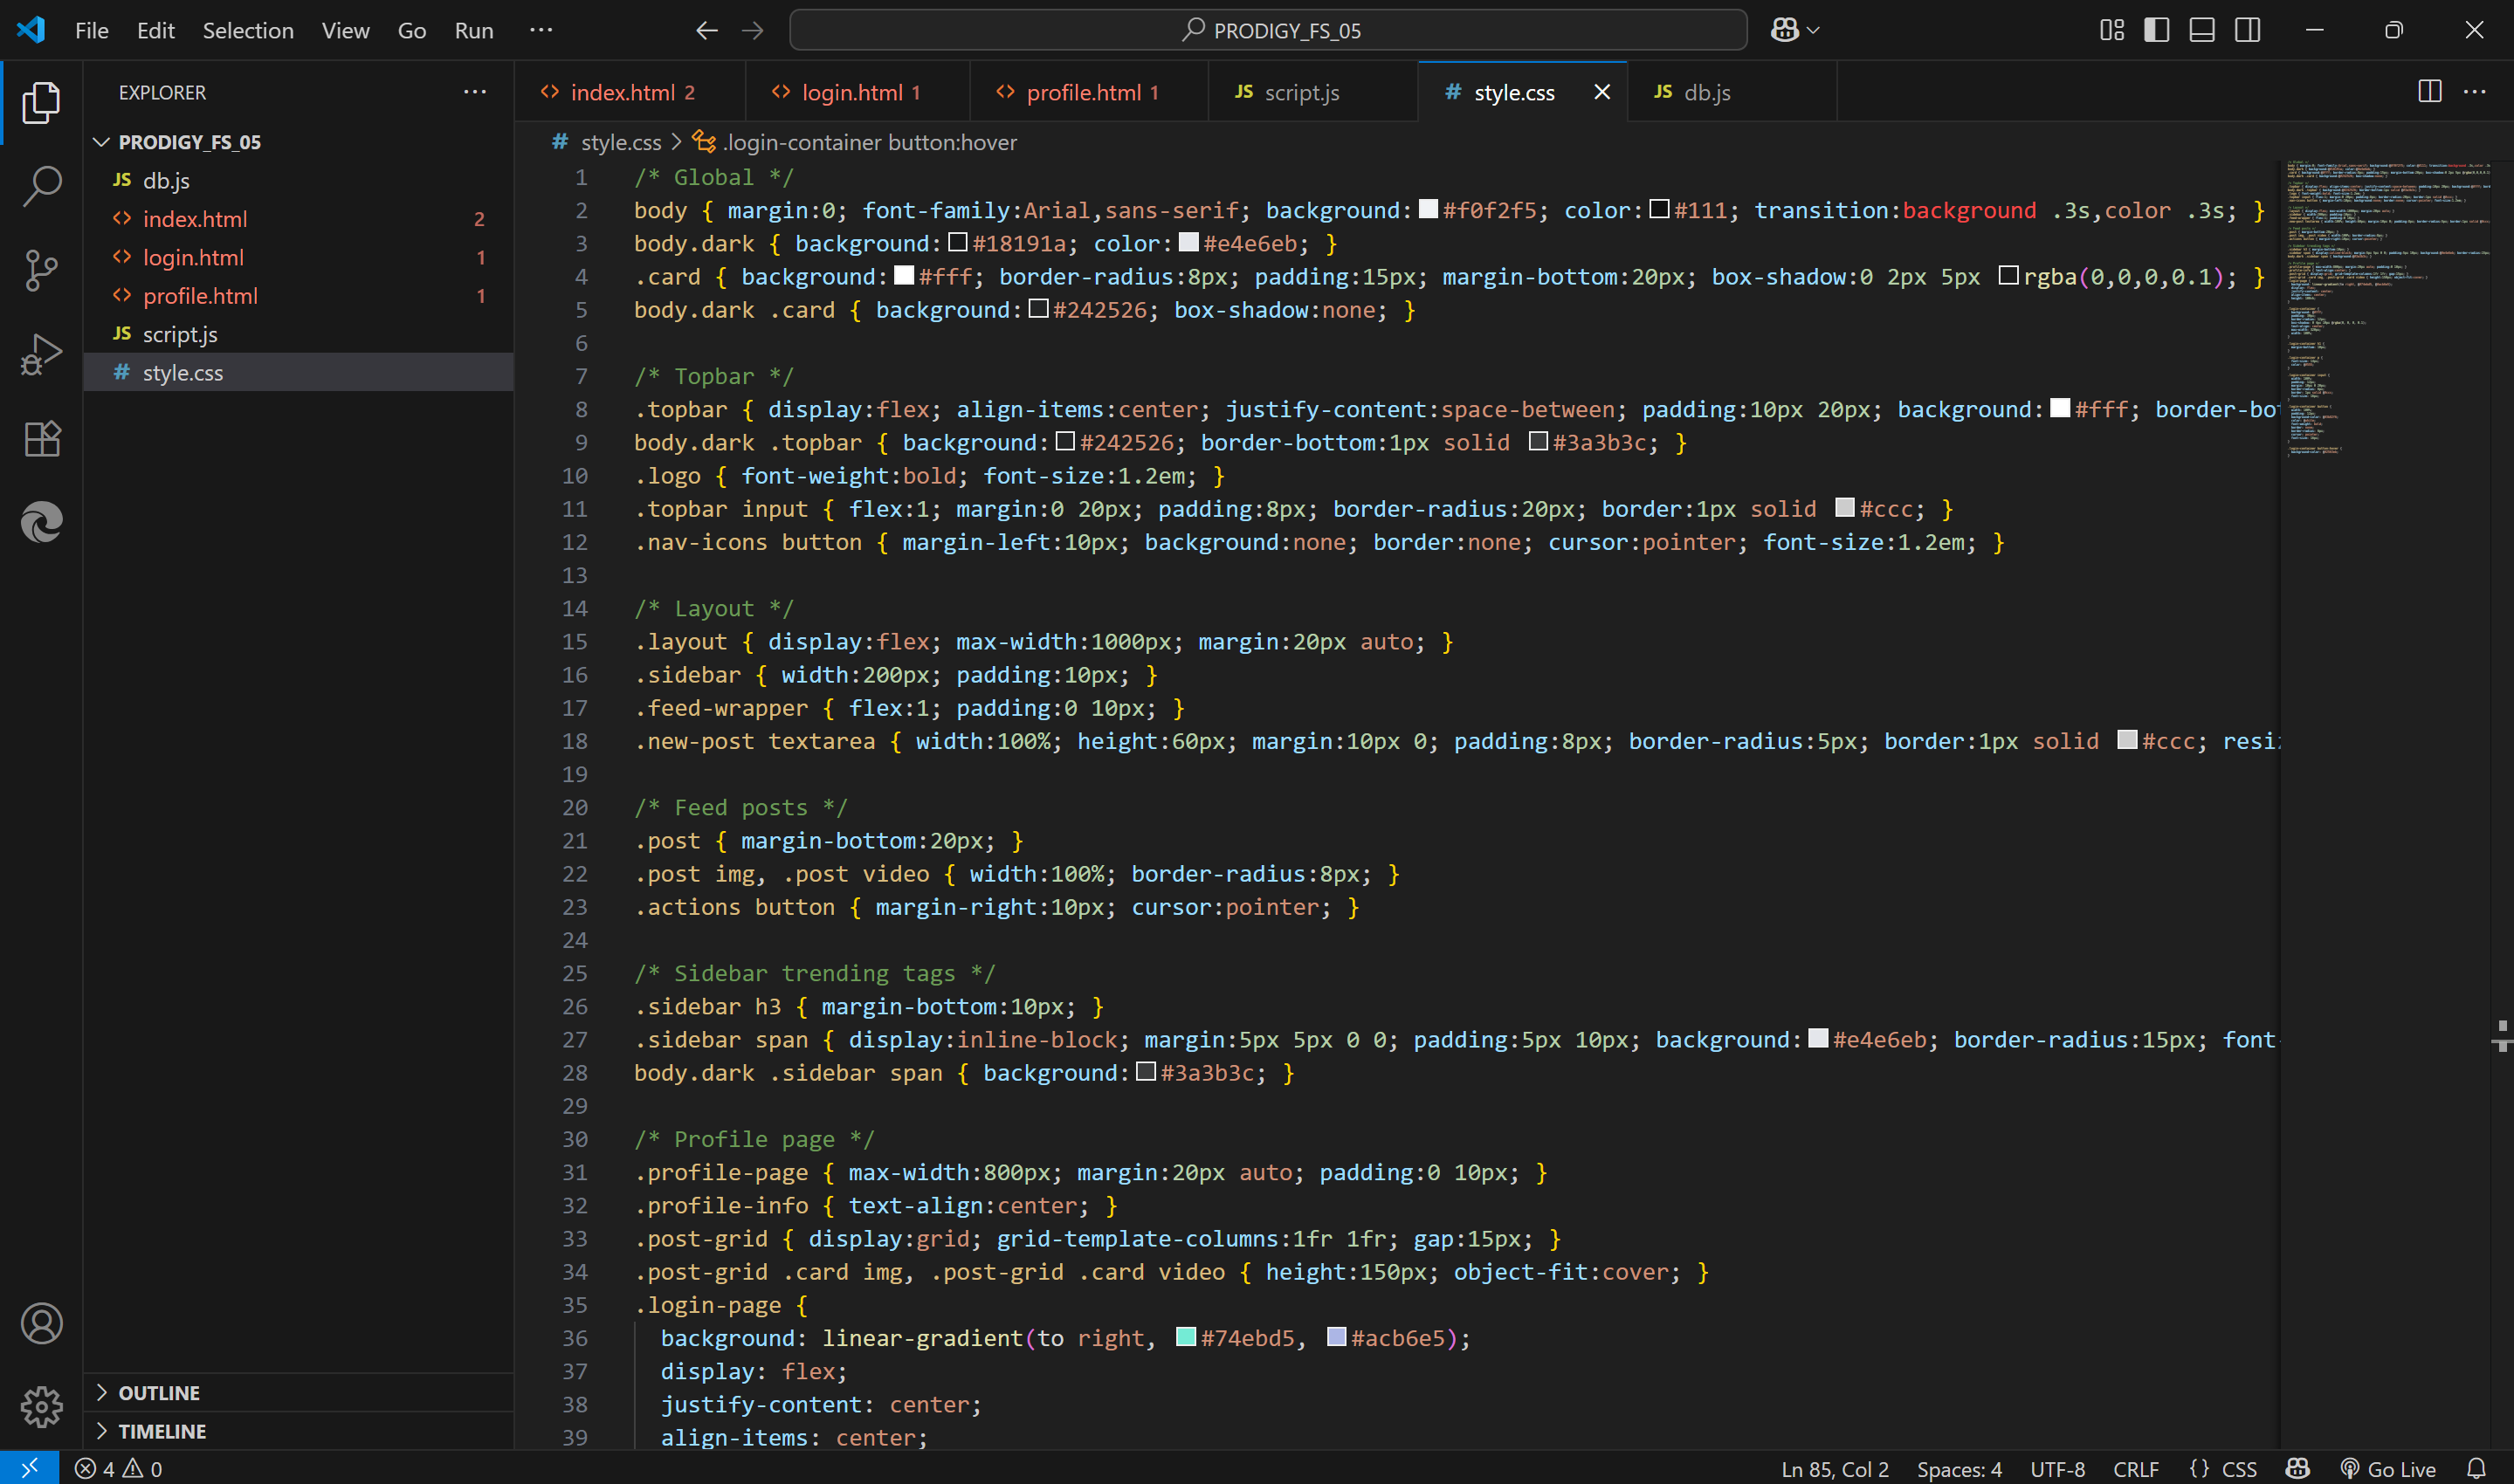 File Edit Selection View Go Run ··· PRODIGY_FS_05
EXPLORER ···
PRODIGY_FS_05
JS db.js
<> index.html 2
<> login.html 1
<> profile.html 1
JS script.js
# style.css
OUTLINE
TIMELINE
<> index.html 2 <> login.html 1 <> profile.html 1 JS script.js # style.css JS db.js
# style.css > .login-container button:hover
1 /* Global */
2 body { margin:0; font-family:Arial,sans-serif; background:#f0f2f5; color:#111; transition:background .3s,color .3s; }
3 body.dark { background:#18191a; color:#e4e6eb; }
4 .card { background:#fff; border-radius:8px; padding:15px; margin-bottom:20px; box-shadow:0 2px 5px rgba(0,0,0,0.1); }
5 body.dark .card { background:#242526; box-shadow:none; }
6
7 /* Topbar */
8 .topbar { display:flex; align-items:center; justify-content:space-between; padding:10px 20px; background:#fff; border-bot
9 body.dark .topbar { background:#242526; border-bottom:1px solid #3a3b3c; }
10 .logo { font-weight:bold; font-size:1.2em; }
11 .topbar input { flex:1; margin:0 20px; padding:8px; border-radius:20px; border:1px solid #ccc; }
12 .nav-icons button { margin-left:10px; background:none; border:none; cursor:pointer; font-size:1.2em; }
13
14 /* Layout */
15 .layout { display:flex; max-width:1000px; margin:20px auto; }
16 .sidebar { width:200px; padding:10px; }
17 .feed-wrapper { flex:1; padding:0 10px; }
18 .new-post textarea { width:100%; height:60px; margin:10px 0; padding:8px; border-radius:5px; border:1px solid #ccc; resiz
19
20 /* Feed posts */
21 .post { margin-bottom:20px; }
22 .post img, .post video { width:100%; border-radius:8px; }
23 .actions button { margin-right:10px; cursor:pointer; }
24
25 /* Sidebar trending tags */
26 .sidebar h3 { margin-bottom:10px; }
27 .sidebar span { display:inline-block; margin:5px 5px 0 0; padding:5px 10px; background:#e4e6eb; border-radius:15px; font-
28 body.dark .sidebar span { background:#3a3b3c; }
29
30 /* Profile page */
31 .profile-page { max-width:800px; margin:20px auto; padding:0 10px; }
32 .profile-info { text-align:center; }
33 .post-grid { display:grid; grid-template-columns:1fr 1fr; gap:15px; }
34 .post-grid .card img, .post-grid .card video { height:150px; object-fit:cover; }
35 .login-page {
36 background: linear-gradient(to right, #74ebd5, #acb6e5);
37 display: flex;
38 justify-content: center;
39 align-items: center;
4 0 Ln 85, Col 2 Spaces: 4 UTF-8 CRLF {} CSS Go Live